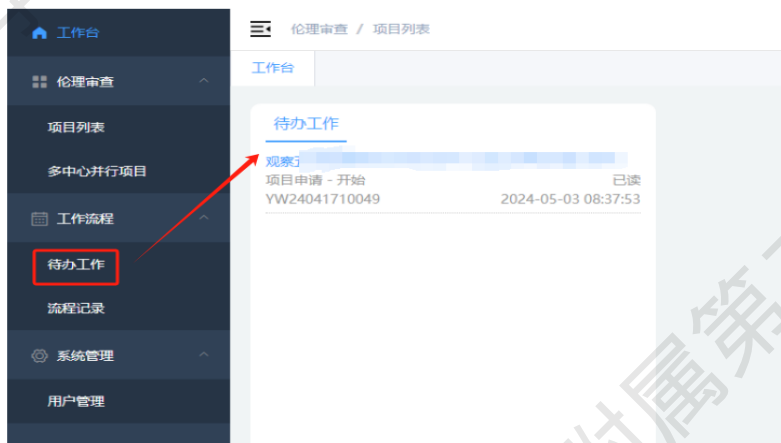 工作台
伦理审查
项目列表
多中心并行项目
工作流程
待办工作
流程记录
系统管理
用户管理
伦理审查 / 项目列表
工作台
待办工作
观察
项目申请 - 开始 已读
YW24041710049 2024-05-03 08:37:53
附属第